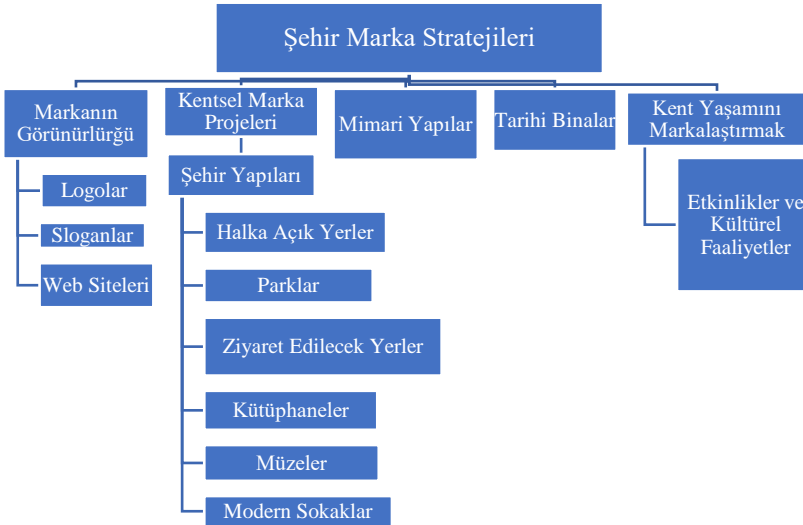 Şehir Marka Stratejileri
Markanın
Görünürlürğü
Kentsel Marka
Projeleri
Mimari Yapılar
Tarihi Binalar
Kent Yaşamını
Markalaştırmak
Logolar
Sloganlar
Web Siteleri
Şehir Yapıları
Halka Açık Yerler
Parklar
Ziyaret Edilecek Yerler
Kütüphaneler
Müzeler
Modern Sokaklar
Etkinlikler ve
Kültürel
Faaliyetler